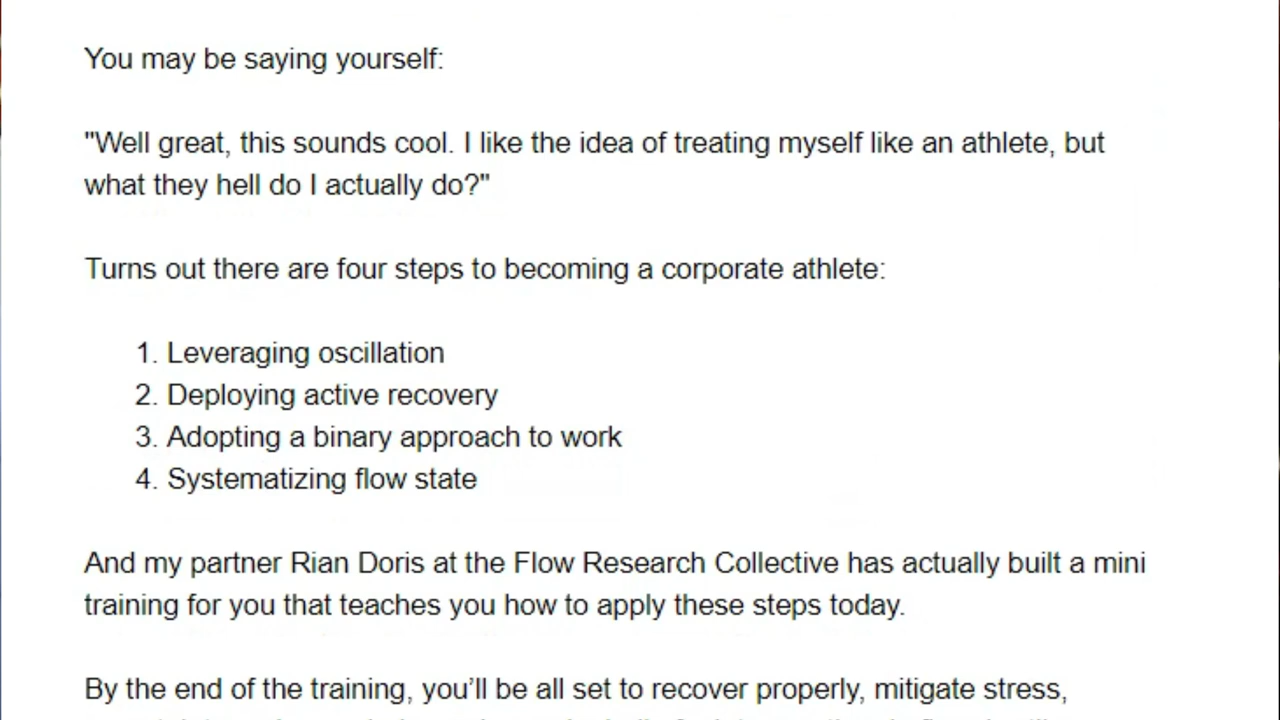 You may be saying yourself:
"Well great, this sounds cool. I like the idea of treating myself like an athlete, but
what they hell do I actually do?"
Turns out there are four steps to becoming a corporate athlete:
1. Leveraging oscillation
2. Deploying active recovery
3. Adopting a binary approach to work
4. Systematizing flow state
And my partner Rian Doris at the Flow Research Collective has actually built a mini
training for you that teaches you how to apply these steps today.
By the end of the training, you’ll be all set to recover properly, mitigate stress,